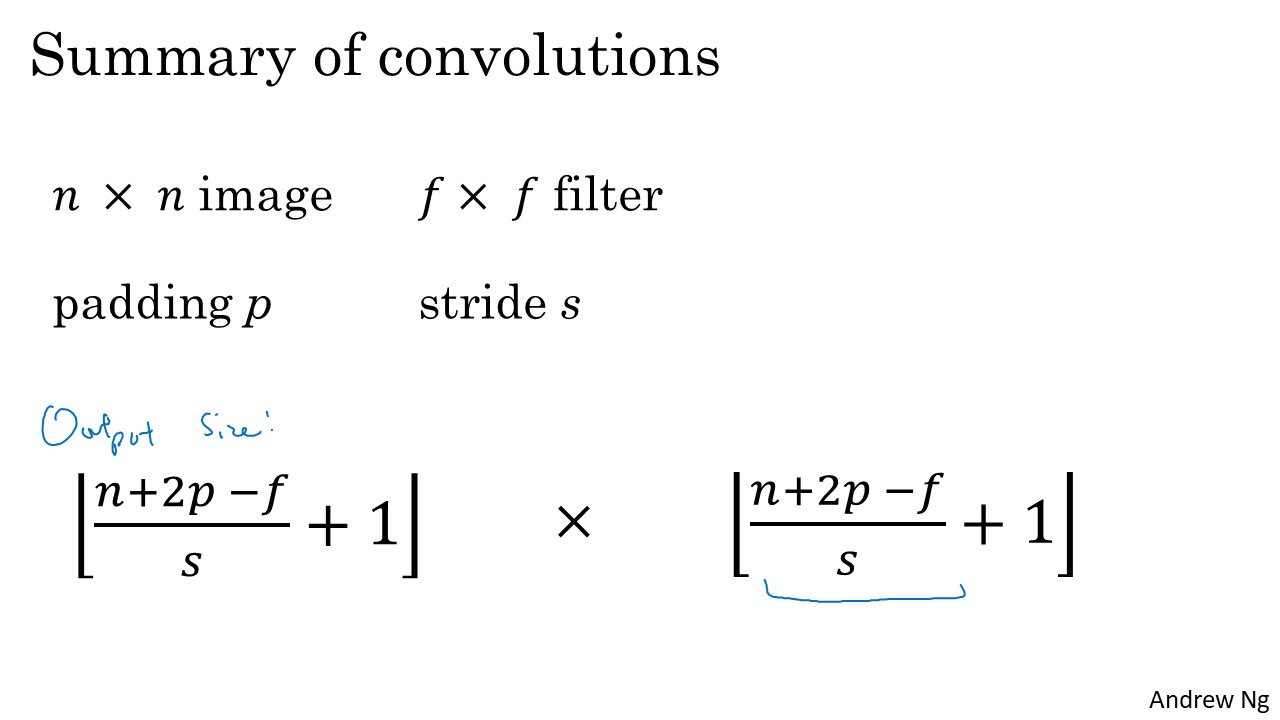 Summary of convolutions
n × n image f × f filter
padding p stride s
Output size:
⌊(n+2p −f)/s + 1⌋ × ⌊(n+2p −f)/s + 1⌋
Andrew Ng